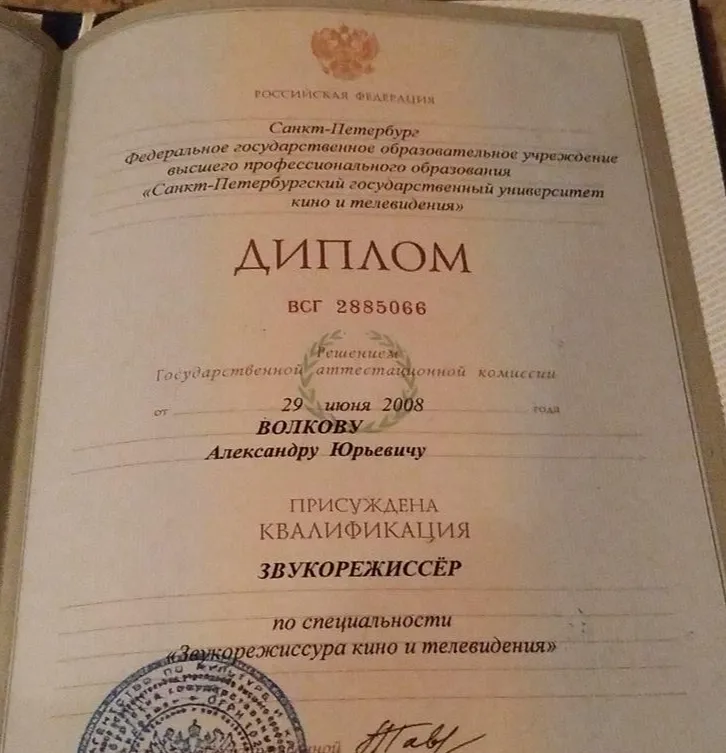 РОССИЙСКАЯ ФЕДЕРАЦИЯ
Санкт-Петербург
Федеральное государственное образовательное учреждение
высшего профессионального образования
«Санкт-Петербургский государственный университет
кино и телевидения»
ДИПЛОМ
ВСГ 2885066
Решением
Государственной аттестационной комиссии
от 29 июня 2008 года
ВОЛКОВУ
Александру Юрьевичу
ПРИСУЖДЕНА
КВАЛИФИКАЦИЯ
ЗВУКОРЕЖИССЁР
по специальности
«Звукорежиссура кино и телевидения»